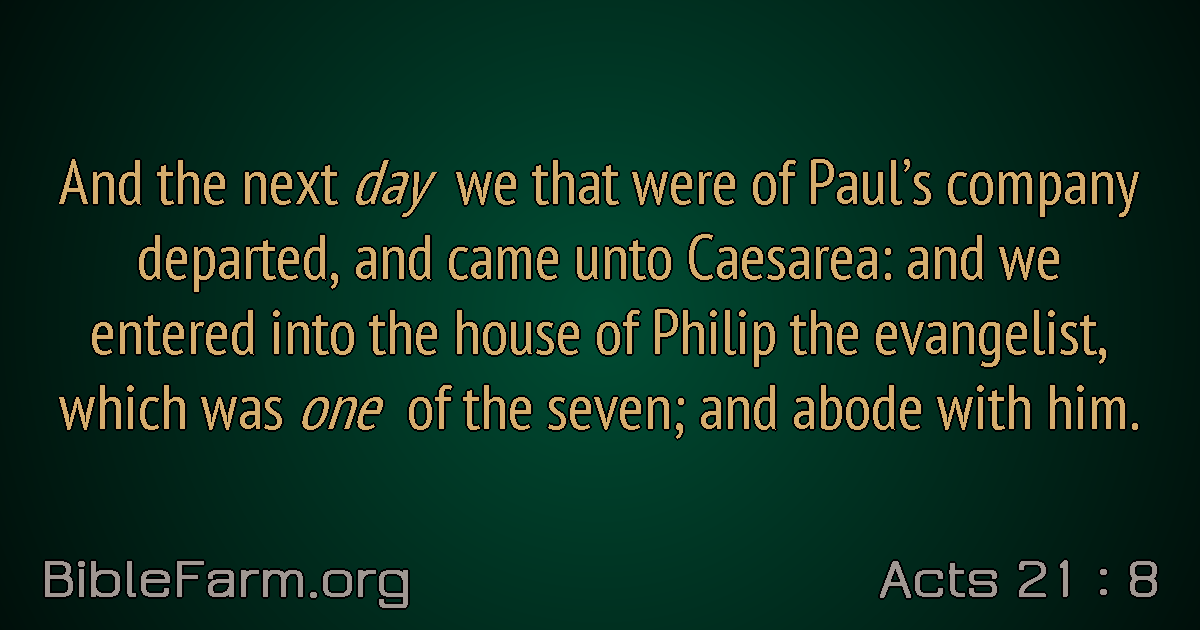 And the next day we that were of Paul’s company
departed, and came unto Caesarea: and we
entered into the house of Philip the evangelist,
which was one of the seven; and abode with him.
BibleFarm.org
Acts 21 : 8